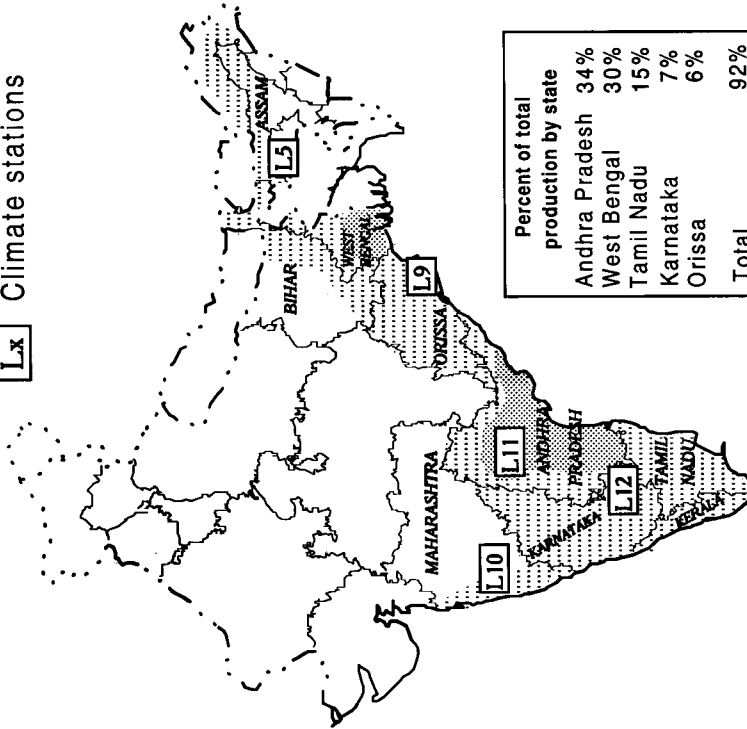 Lx Climate stations
ASSAM
L5
BIHAR
WEST
BENGAL
L9
ORISSA
MAHARASHTRA
L11
ANDHRA
PRADESH
L10
KARNATAKA
L12
TAMIL
NADU
KERALA
Percent of total
production by state
Andhra Pradesh 34%
West Bengal 30%
Tamil Nadu 15%
Karnataka 7%
Orissa 6%
Total 92%